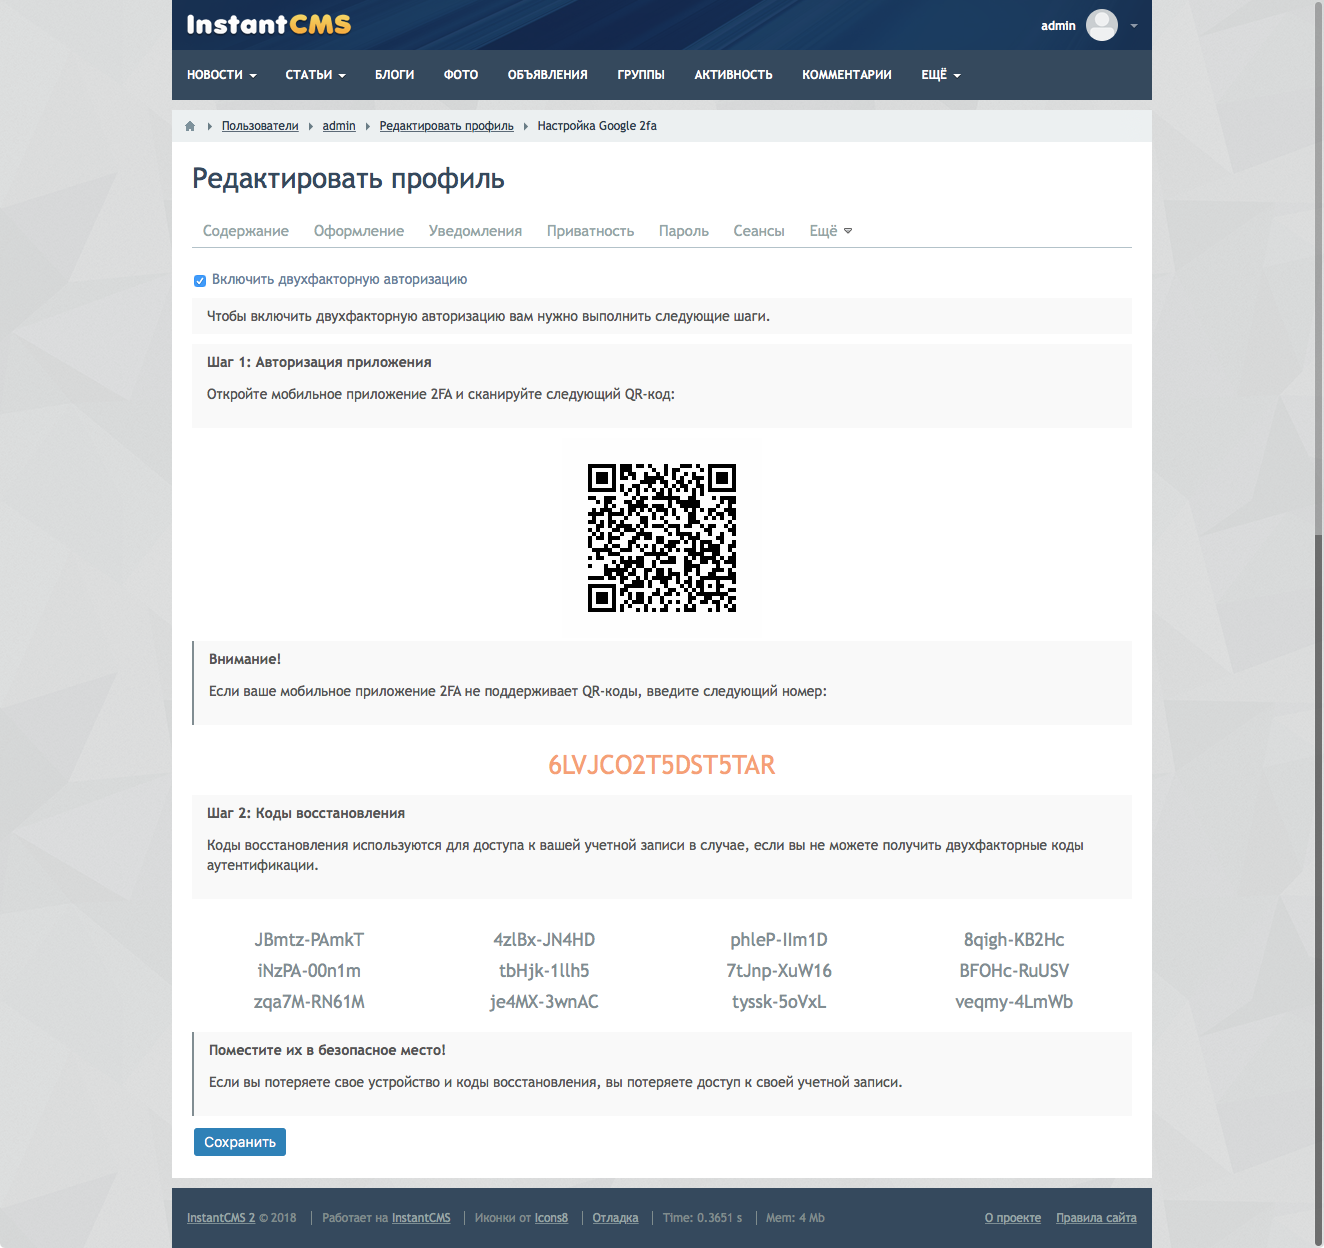 InstantCMS
admin
НОВОСТИ СТАТЬИ БЛОГИ ФОТО ОБЪЯВЛЕНИЯ ГРУППЫ АКТИВНОСТЬ КОММЕНТАРИИ ЕЩЁ
Пользователи admin Редактировать профиль Настройка Google 2fa
Редактировать профиль
Содержание Оформление Уведомления Приватность Пароль Сеансы Ещё
Включить двухфакторную авторизацию
Чтобы включить двухфакторную авторизацию вам нужно выполнить следующие шаги.
Шаг 1: Авторизация приложения
Откройте мобильное приложение 2FA и сканируйте следующий QR-код:
Внимание!
Если ваше мобильное приложение 2FA не поддерживает QR-коды, введите следующий номер:
6LVJCO2T5DST5TAR
Шаг 2: Коды восстановления
Коды восстановления используются для доступа к вашей учетной записи в случае, если вы не можете получить двухфакторные коды
аутентификации.
JBmtz-PAmkT 4zlBx-JN4HD phleP-IIm1D 8qigh-KB2Hc
iNzPA-00n1m tbHjk-1llh5 7tJnp-XuW16 BFOHc-RuUSV
zqa7M-RN61M je4MX-3wnAC tyssk-5oVxL veqmy-4LmWb
Поместите их в безопасное место!
Если вы потеряете свое устройство и коды восстановления, вы потеряете доступ к своей учетной записи.
Сохранить
InstantCMS 2 © 2018 Работает на InstantCMS Иконки от Icons8 Отладка Time: 0.3651 s Mem: 4 Mb О проекте Правила сайта